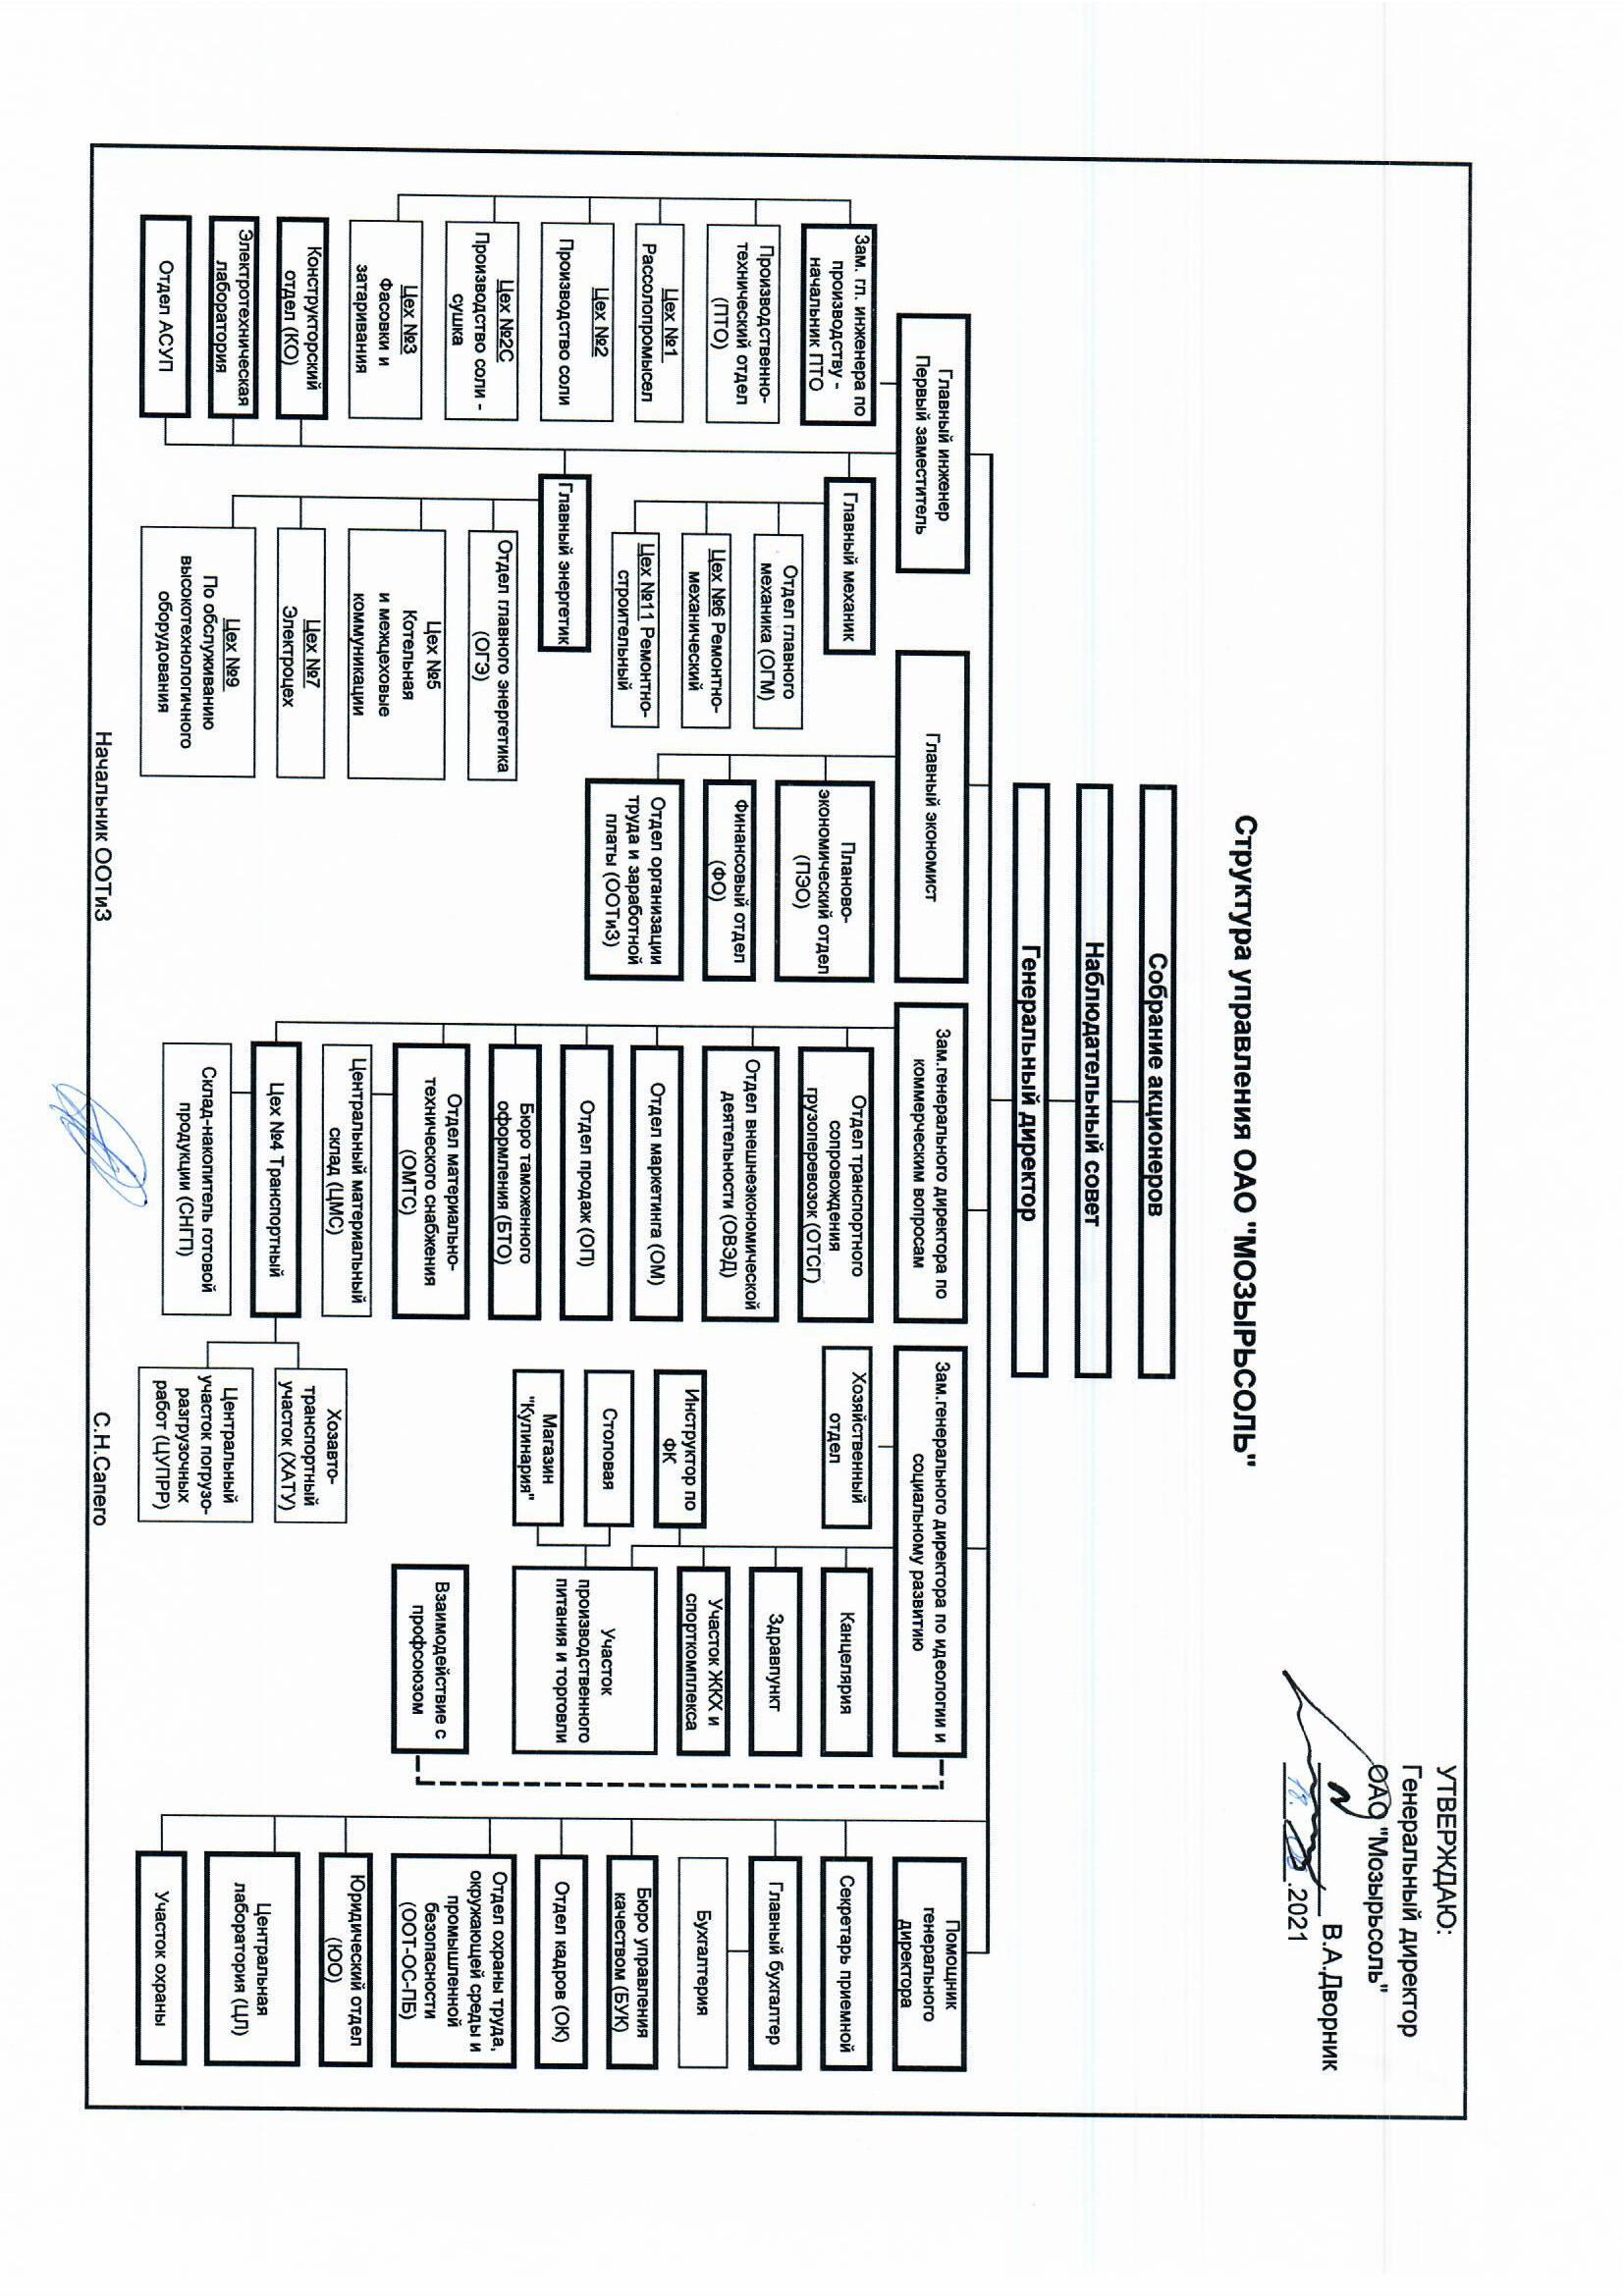 УТВЕРЖДАЮ:
Генеральный директор
ОАО "Мозырьсоль"
В.А.Дворник
18. .2021
Структура управления ОАО "МОЗЫРЬСОЛЬ"
Собрание акционеров
Наблюдательный совет
Генеральный директор
Главный инженер
Первый заместитель
Зам. гл. инженера по
производству -
начальник ПТО
Производственно-
технический отдел
(ПТО)
Цех №1
Рассолопромысел
Цех №2
Производство соли
Цех №2С
Производство соли -
сушка
Цех №3
Фасовки и
затаривания
Конструкторский
отдел (КО)
Электротехническая
лаборатория
Отдел АСУП
Главный механик
Отдел главного
механика (ОГМ)
Цех №6 Ремонтно-
механический
Цех №11 Ремонтно-
строительный
Главный энергетик
Отдел главного энергетика
(ОГЭ)
Цех №5
Котельная
и межцеховые
коммуникации
Цех №7
Электроцех
Цех №9
По обслуживанию
высокотехнологичного
оборудования
Главный экономист
Планово-
экономический отдел
(ПЭО)
Финансовый отдел
(ФО)
Отдел организации
труда и заработной
платы (ООТиЗ)
Зам.генерального директора по
коммерческим вопросам
Отдел транспортного
сопровождения
грузоперевозок (ОТСГ)
Отдел внешнеэкономической
деятельности (ОВЭД)
Отдел маркетинга (ОМ)
Отдел продаж (ОП)
Бюро таможенного
оформления (БТО)
Отдел материально-
технического снабжения
(ОМТС)
Центральный материальный
склад (ЦМС)
Цех №4 Транспортный
Склад-накопитель готовой
продукции (СНГП)
Хозавто-
транспортный
участок (ХАТУ)
Центральный
участок погрузо-
разгрузочных
работ (ЦУПРР)
Зам.генерального директора по идеологии и
социальному развитию
Хозяйственный
отдел
Инструктор по
ФК
Столовая
Магазин
"Кулинария"
Канцелярия
Здравпункт
Участок ЖКХ и
спорткомплекса
Участок
производственного
питания и торговли
Взаимодействие с
профсоюзом
Помощник
генерального
директора
Секретарь приемной
Главный бухгалтер
Бухгалтерия
Бюро управления
качеством (БУК)
Отдел кадров (ОК)
Отдел охраны труда,
окружающей среды и
промышленной
безопасности
(ООТ-ОС-ПБ)
Юридический отдел
(ЮО)
Центральная
лаборатория (ЦЛ)
Участок охраны
Начальник ООТиЗ
С.Н.Сапего